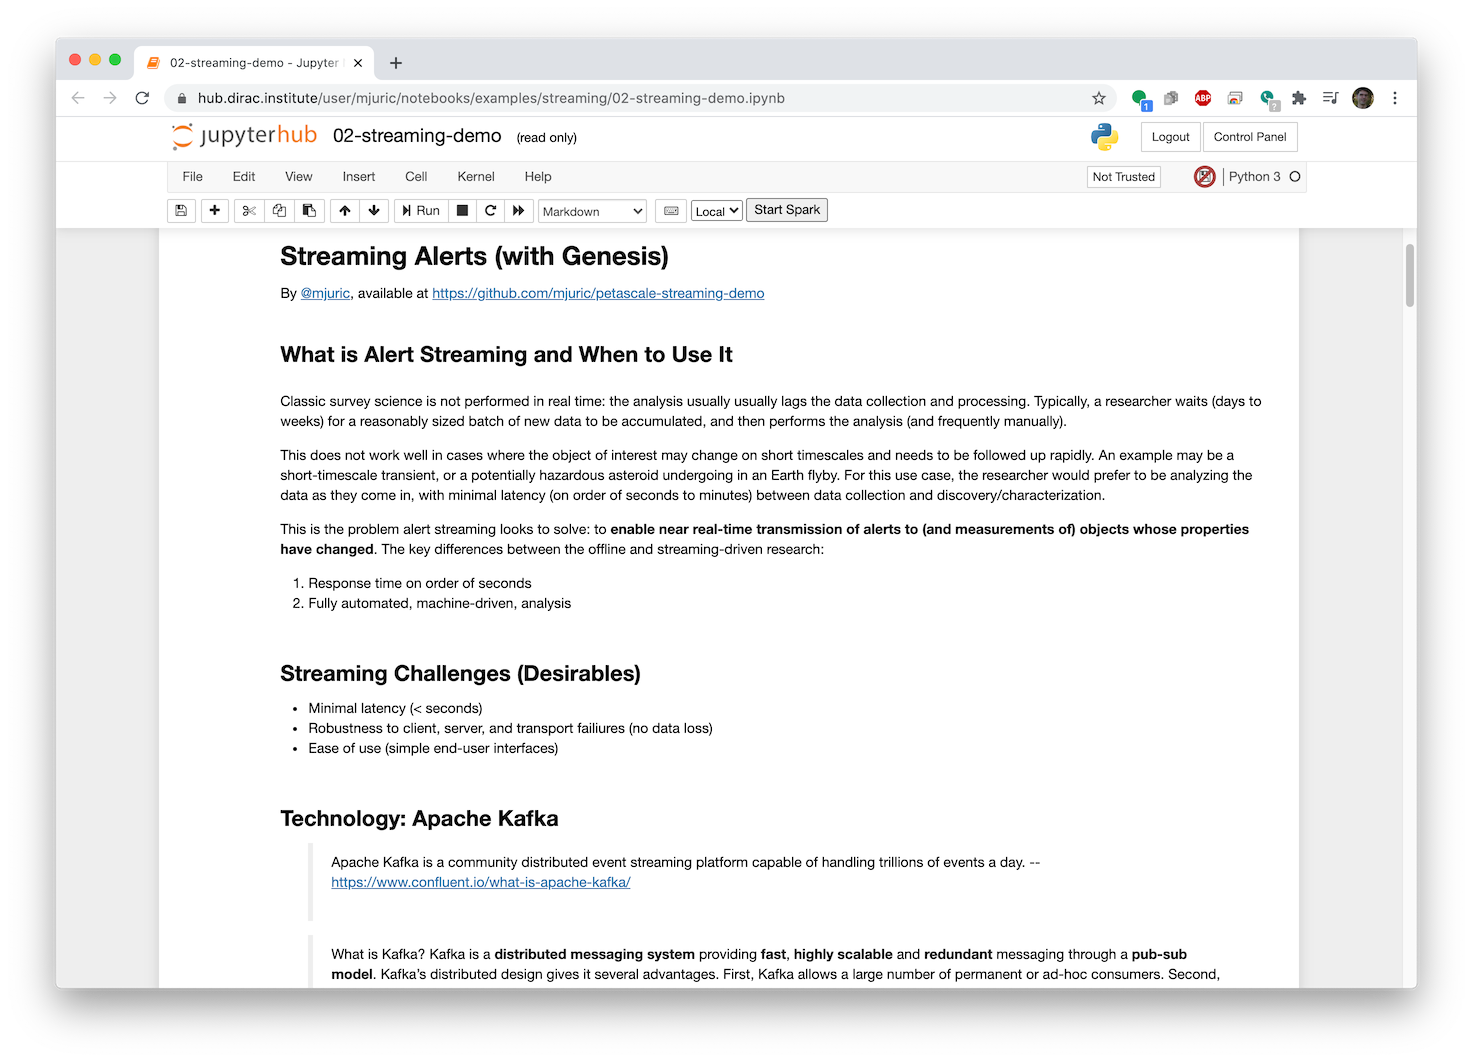 02-streaming-demo - Jupyter
hub.dirac.institute/user/mjuric/notebooks/examples/streaming/02-streaming-demo.ipynb
1
ABP
?
jupyterhub 02-streaming-demo (read only)
Logout
Control Panel
File Edit View Insert Cell Kernel Help
Not Trusted
Python 3
Run
Markdown
Local
Start Spark
Streaming Alerts (with Genesis)
By @mjuric, available at https://github.com/mjuric/petascale-streaming-demo
What is Alert Streaming and When to Use It
Classic survey science is not performed in real time: the analysis usually usually lags the data collection and processing. Typically, a researcher waits (days to
weeks) for a reasonably sized batch of new data to be accumulated, and then performs the analysis (and frequently manually).
This does not work well in cases where the object of interest may change on short timescales and needs to be followed up rapidly. An example may be a
short-timescale transient, or a potentially hazardous asteroid undergoing in an Earth flyby. For this use case, the researcher would prefer to be analyzing the
data as they come in, with minimal latency (on order of seconds to minutes) between data collection and discovery/characterization.
This is the problem alert streaming looks to solve: to enable near real-time transmission of alerts to (and measurements of) objects whose properties
have changed. The key differences between the offline and streaming-driven research:
1. Response time on order of seconds
2. Fully automated, machine-driven, analysis
Streaming Challenges (Desirables)
• Minimal latency (< seconds)
• Robustness to client, server, and transport failiures (no data loss)
• Ease of use (simple end-user interfaces)
Technology: Apache Kafka
Apache Kafka is a community distributed event streaming platform capable of handling trillions of events a day. --
https://www.confluent.io/what-is-apache-kafka/
What is Kafka? Kafka is a distributed messaging system providing fast, highly scalable and redundant messaging through a pub-sub
model. Kafka's distributed design gives it several advantages. First, Kafka allows a large number of permanent or ad-hoc consumers. Second,